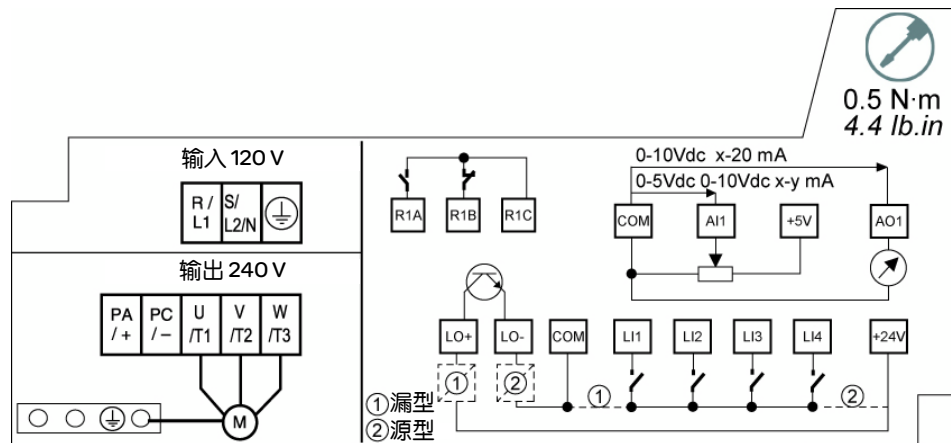 0.5 N·m
4.4 lb.in
输入 120 V
R / L1
S/ L2/N
输出 240 V
PA / +
PC / −
U /T1
V /T2
W /T3
M
R1A
R1B
R1C
0-10Vdc x-20 mA
0-5Vdc 0-10Vdc x-y mA
COM
AI1
+5V
AO1
LO+
LO-
COM
LI1
LI2
LI3
LI4
+24V
①
②
①
②
①漏型
②源型